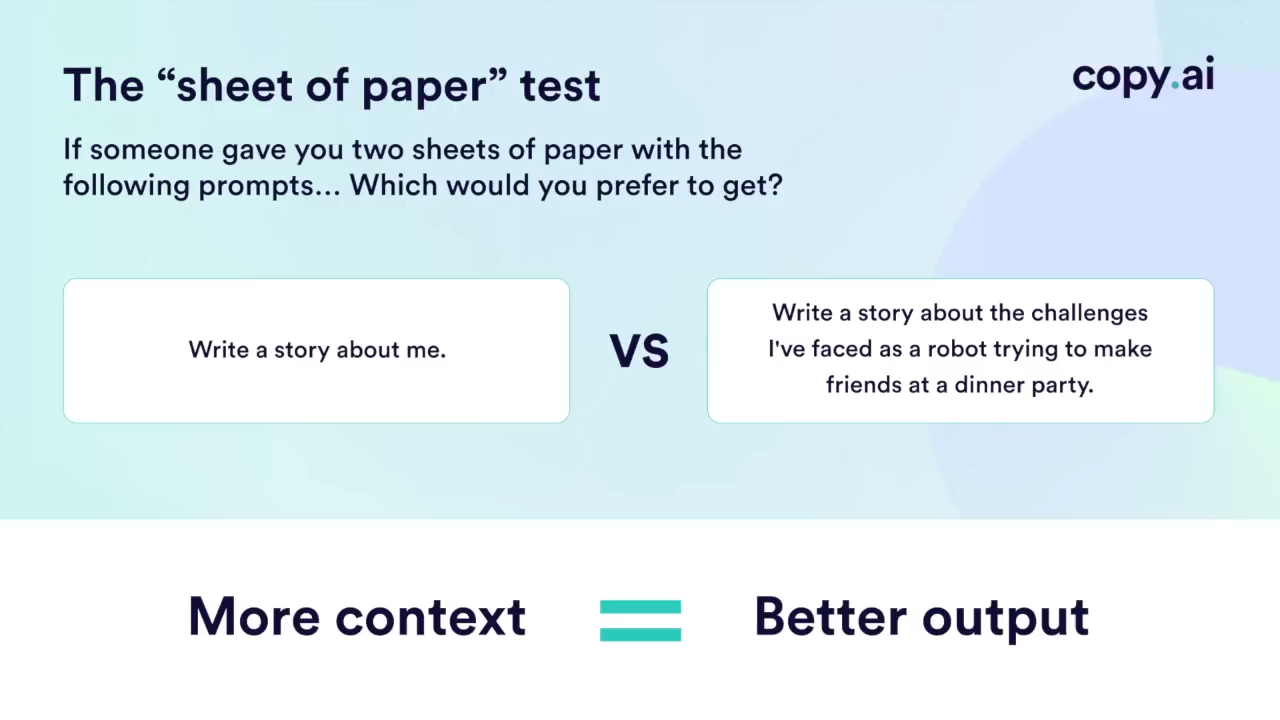 The “sheet of paper” test
copy.ai
If someone gave you two sheets of paper with the
following prompts... Which would you prefer to get?
Write a story about me.
VS
Write a story about the challenges
I've faced as a robot trying to make
friends at a dinner party.
More context = Better output